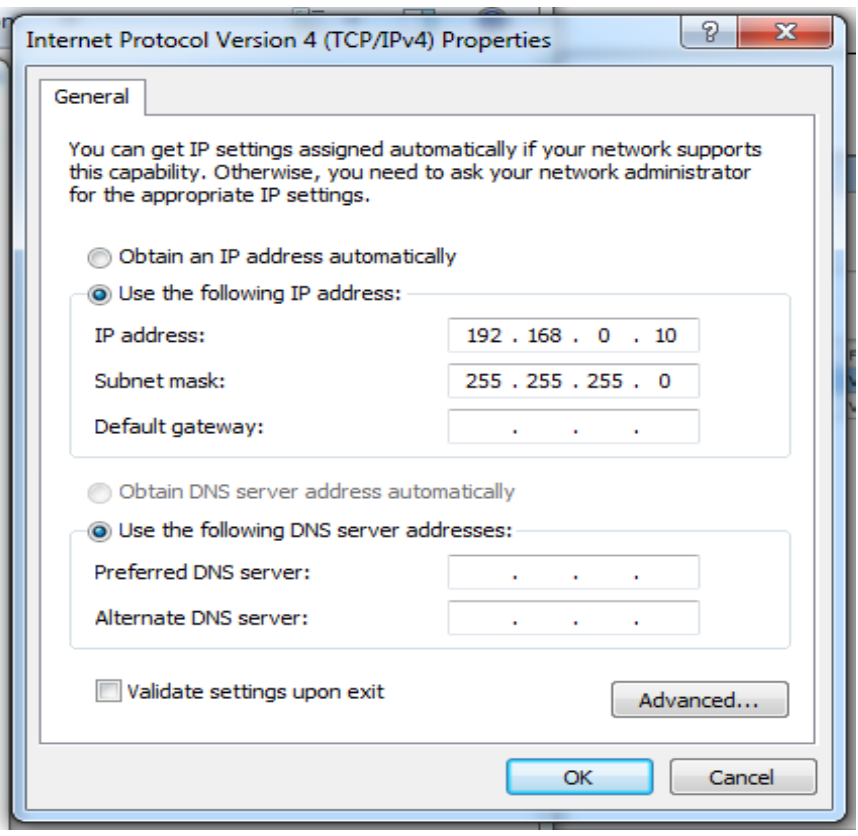 Internet Protocol Version 4 (TCP/IPv4) Properties
General
You can get IP settings assigned automatically if your network supports
this capability. Otherwise, you need to ask your network administrator
for the appropriate IP settings.
Obtain an IP address automatically
Use the following IP address:
IP address: 192 . 168 . 0 . 10
Subnet mask: 255 . 255 . 255 . 0
Default gateway: . . .
Obtain DNS server address automatically
Use the following DNS server addresses:
Preferred DNS server: . . .
Alternate DNS server: . . .
Validate settings upon exit
Advanced...
OK Cancel